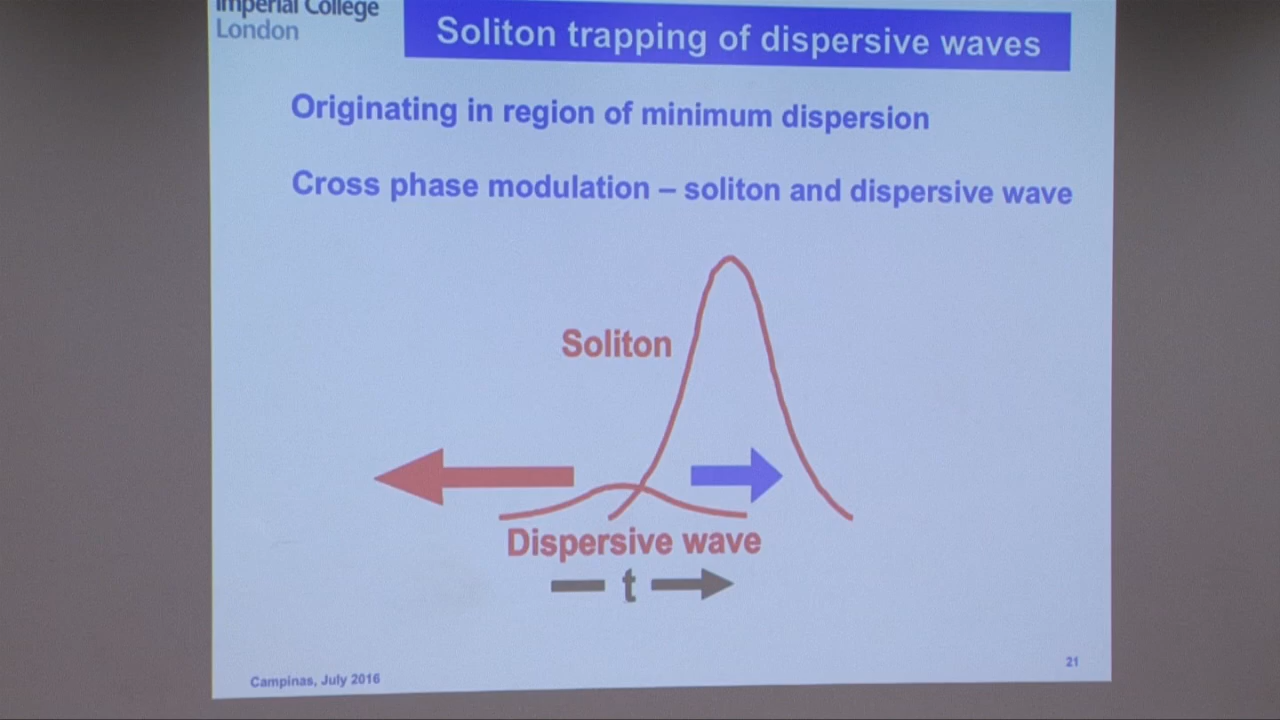 Imperial College
London
Soliton trapping of dispersive waves
Originating in region of minimum dispersion
Cross phase modulation – soliton and dispersive wave
Soliton
Dispersive wave
t
Campinas, July 2016
21